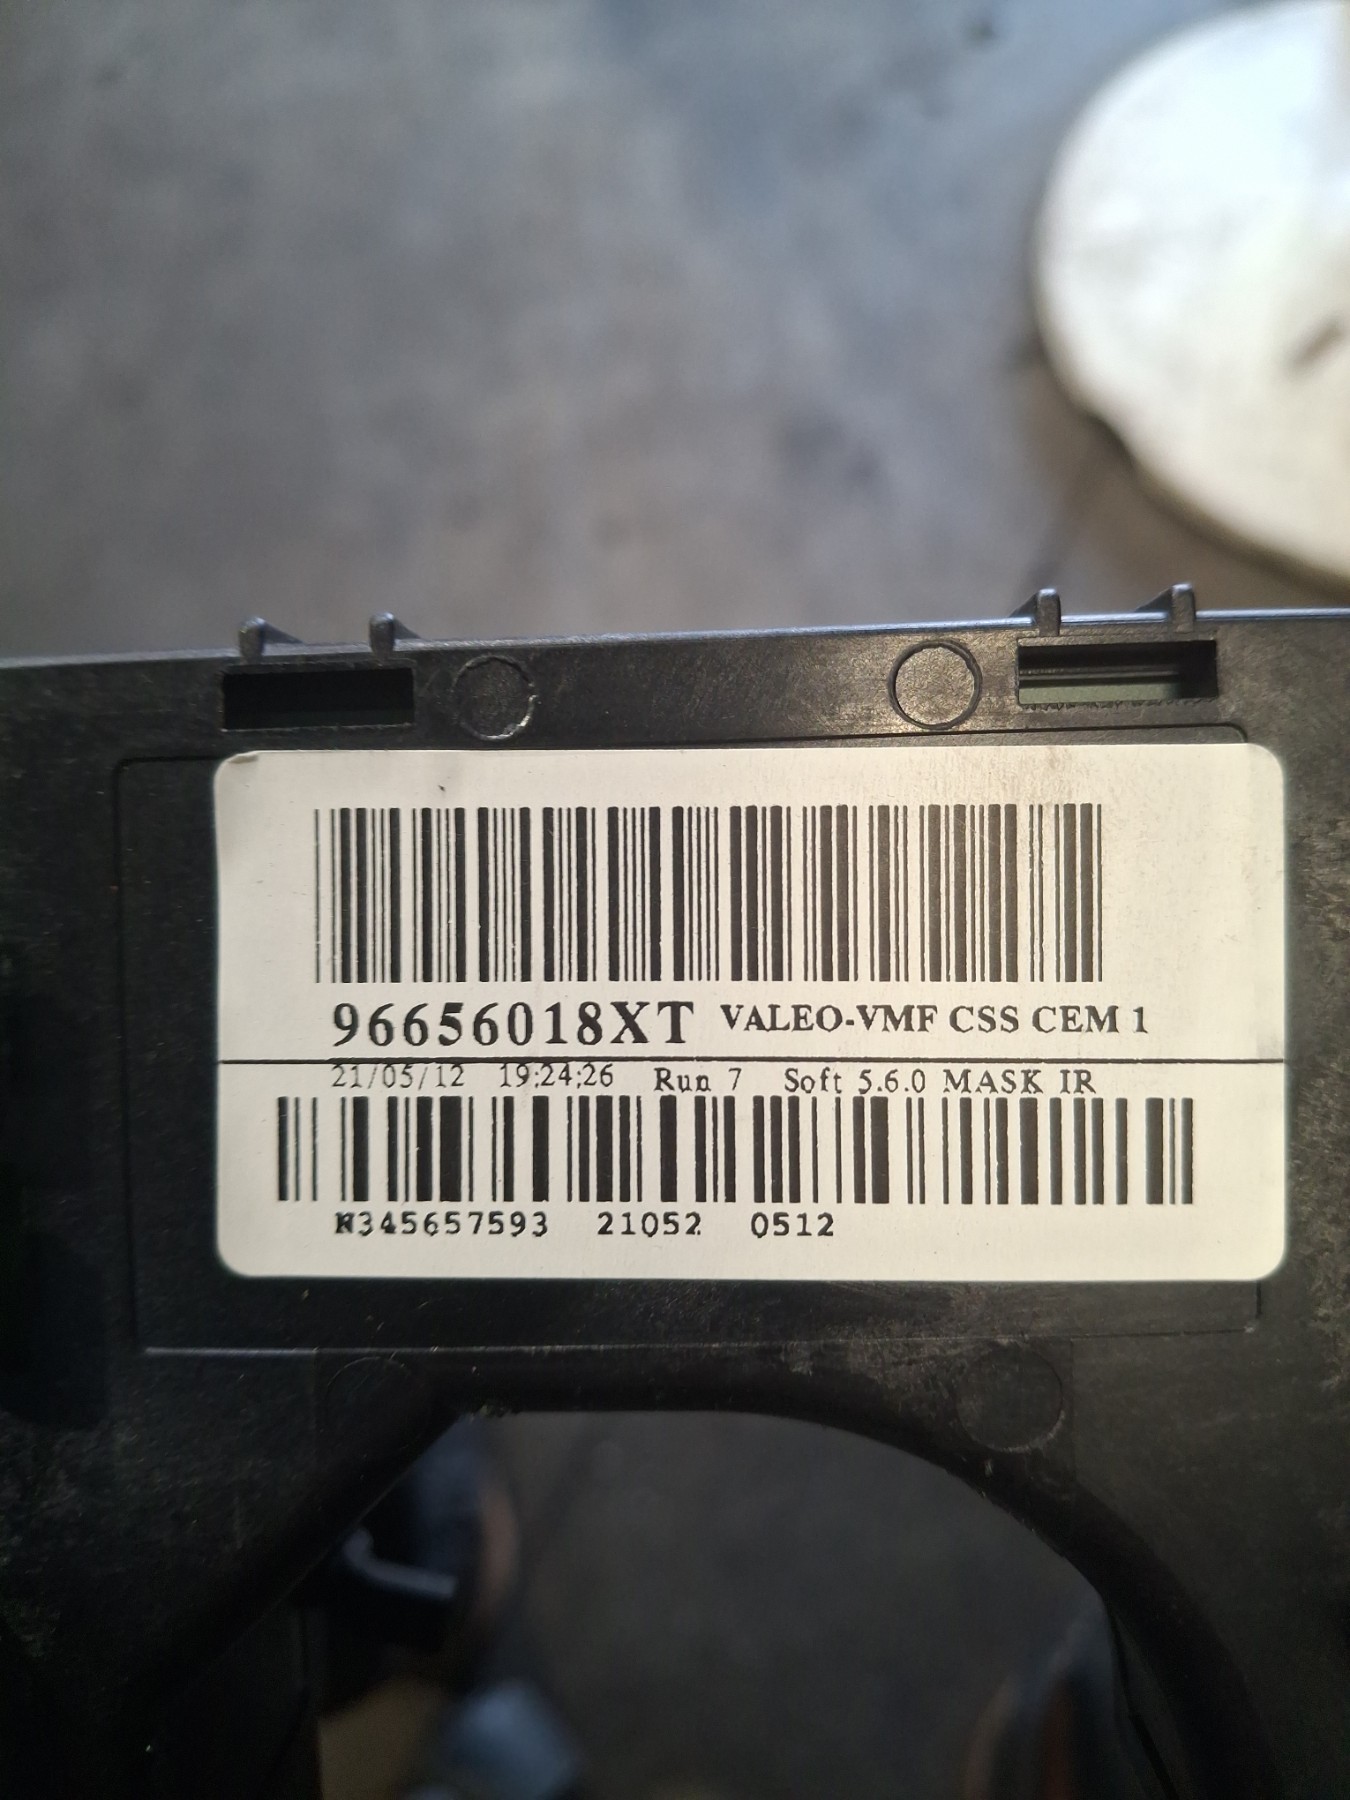 96656018XT VALEO-VMF CSS CEM 1
21/05/12 19:24:26 Run 7 Soft 5.6.0 MASK IR
N345657593 21052 0512